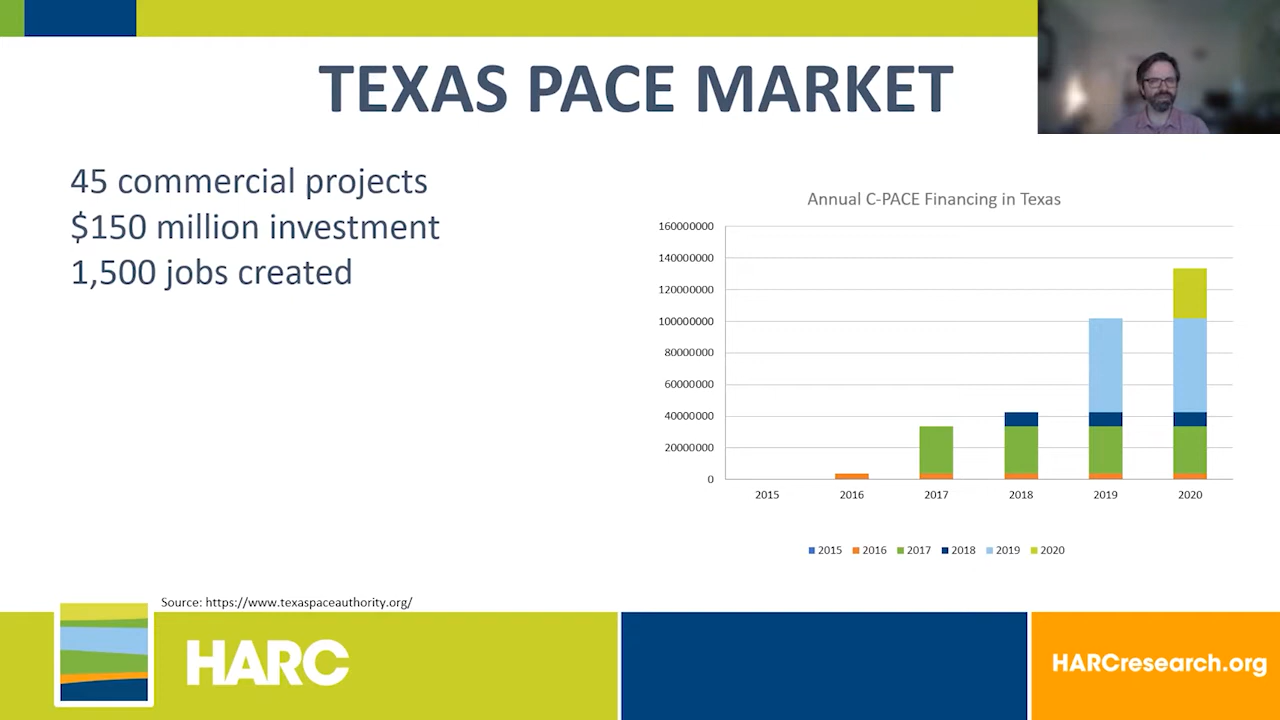 TEXAS PACE MARKET
45 commercial projects
$150 million investment
1,500 jobs created
Annual C-PACE Financing in Texas
160000000
140000000
120000000
100000000
80000000
60000000
40000000
20000000
0
2015 2016 2017 2018 2019 2020
2015 2016 2017 2018 2019 2020
Source: https://www.texaspaceauthority.org/
HARC
HARCresearch.org